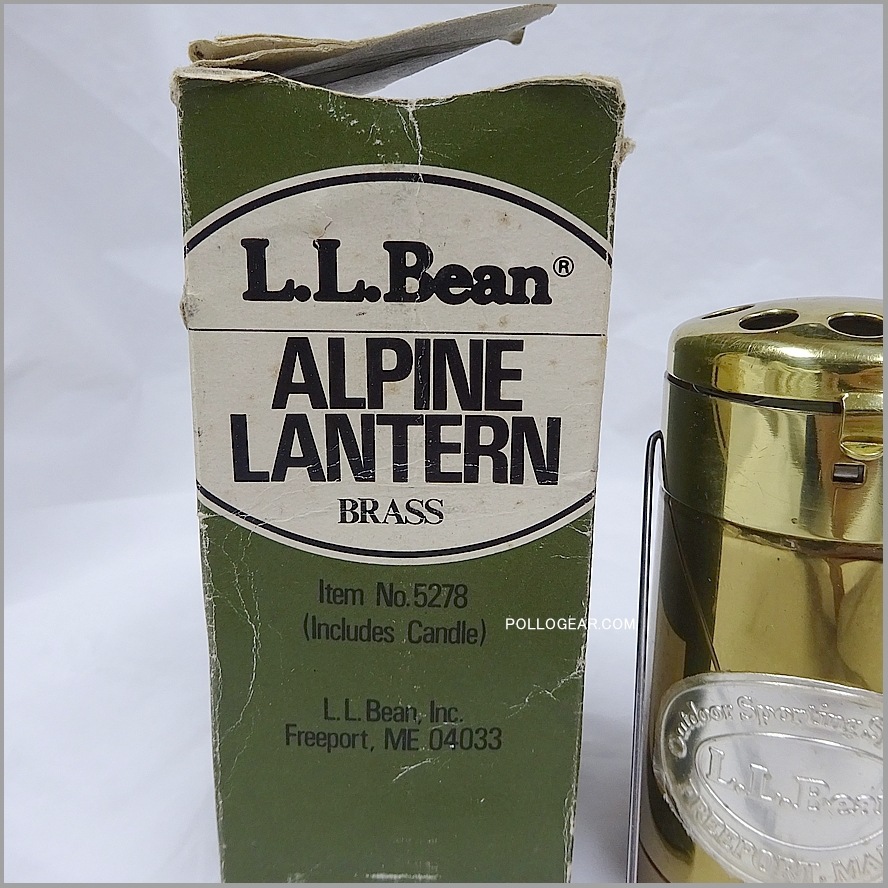 L.L.Bean®
ALPINE
LANTERN
BRASS
Item No.5278
(Includes Candle)
L.L.Bean, Inc.
Freeport, ME 04033
POLLOGEAR.COM
Outdoor Sporting
L.L.Bean
FREEPORT, MA